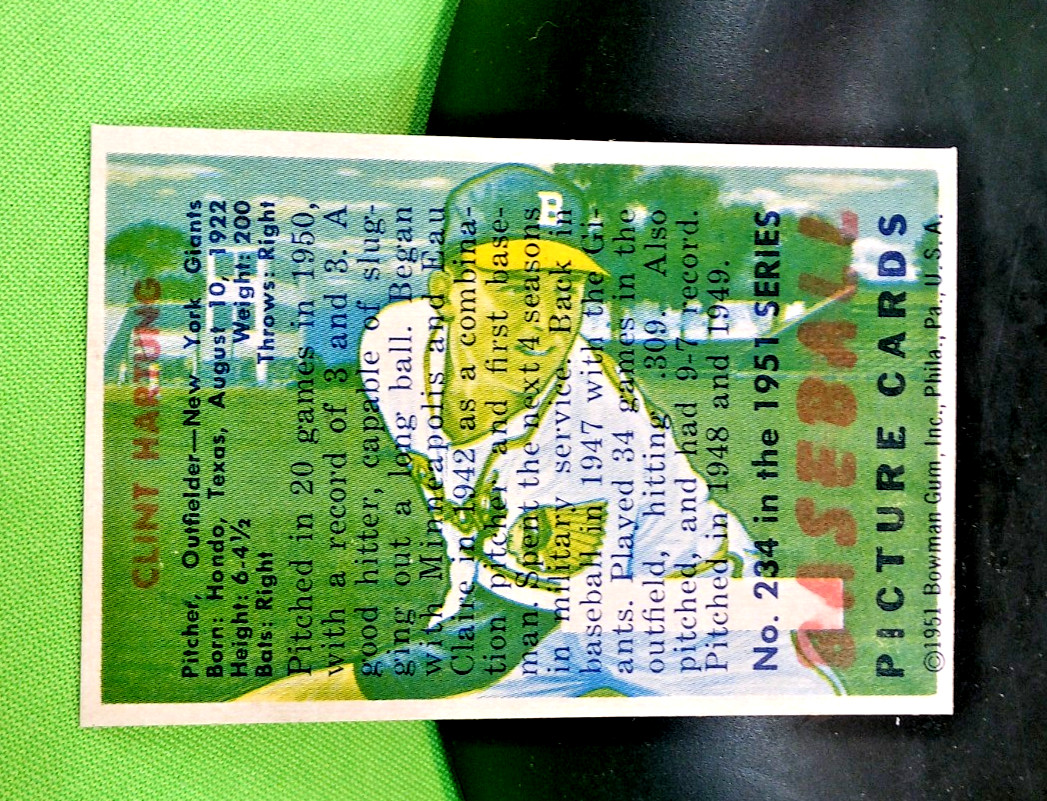 CLINT HARTUNG
Pitcher, Outfielder—New York Giants
Born: Hondo, Texas, August 10, 1922
Height: 6-4½ Weight: 200
Bats: Right Throws: Right
Pitched in 20 games in 1950,
with a record of 3 and 3. A
good hitter, capable of slug-
ging out a long ball. Began
with Minneapolis and Eau
Claire in 1942 as a combina-
tion pitcher and first base-
man. Spent the next 4 seasons
in military service. Back in
baseball in 1947 with the Gi-
ants. Played 34 games in the
outfield, hitting .309. Also
pitched, and had 9-7 record.
Pitched in 1948 and 1949.
No. 234 in the 1951 SERIES
BASEBALL
PICTURE CARDS
©1951 Bowman Gum, Inc., Phila., Pa., U.S.A.
B